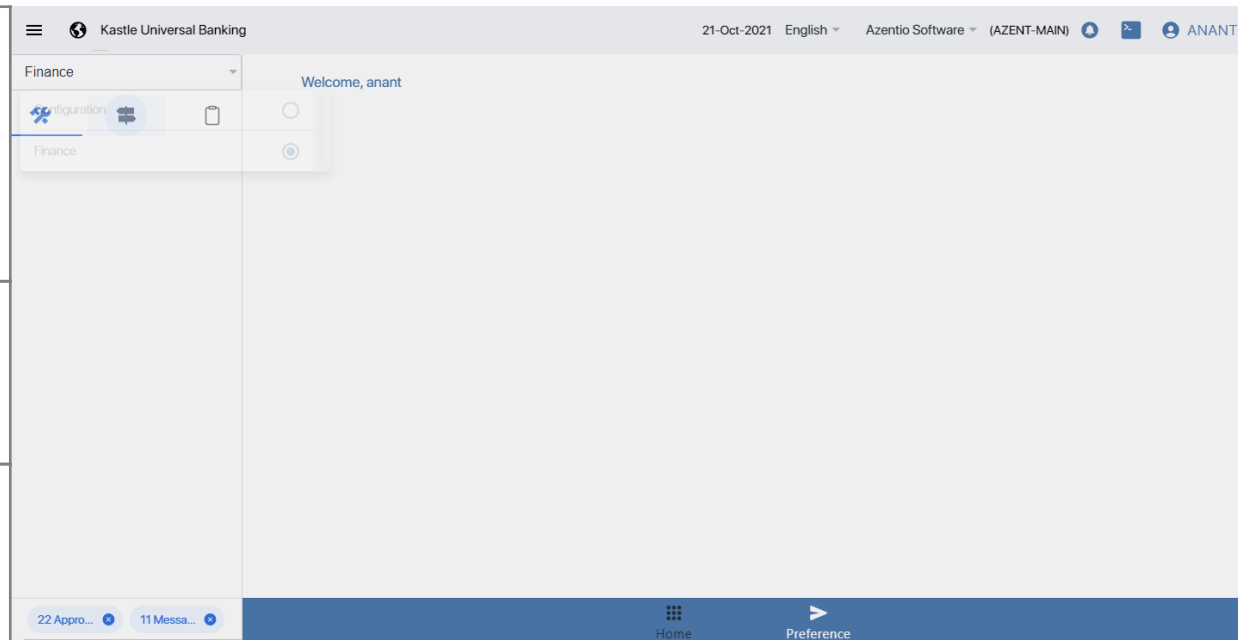 Kastle Universal Banking
21-Oct-2021 English Azentio Software (AZENT-MAIN) ANANT
Finance
Welcome, anant
Configuration
Finance
22 Appro... 11 Messa...
Home Preference